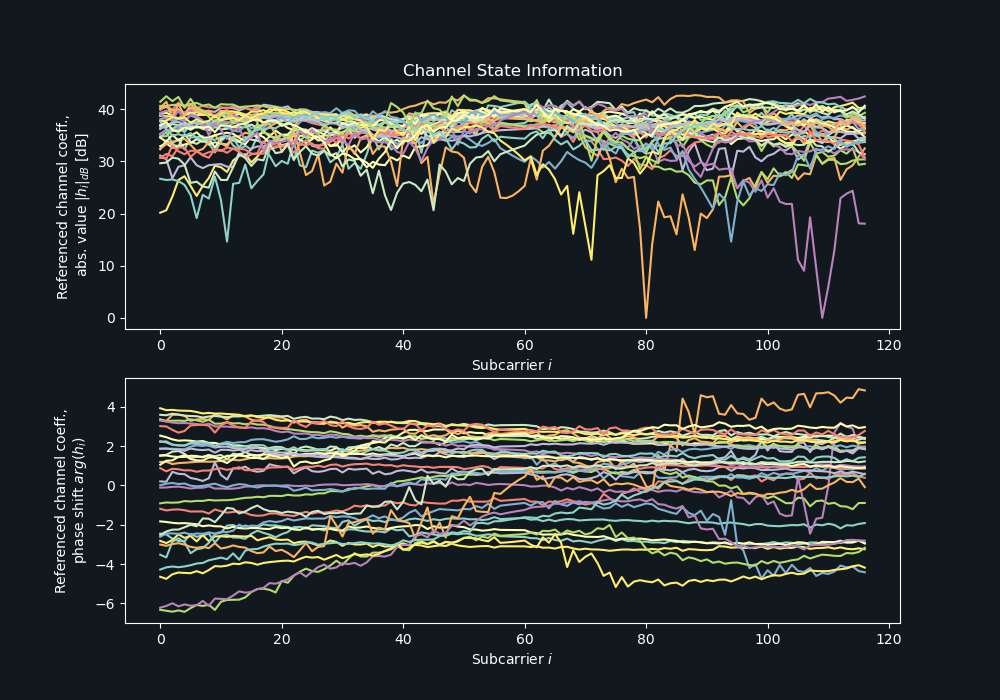 Channel State Information
Referenced channel coeff.,
abs. value |h_i|_dB [dB]
40
30
20
10
0
0 20 40 60 80 100 120
Subcarrier i
Referenced channel coeff.,
phase shift arg(h_i)
4
2
0
−2
−4
−6
0 20 40 60 80 100 120
Subcarrier i